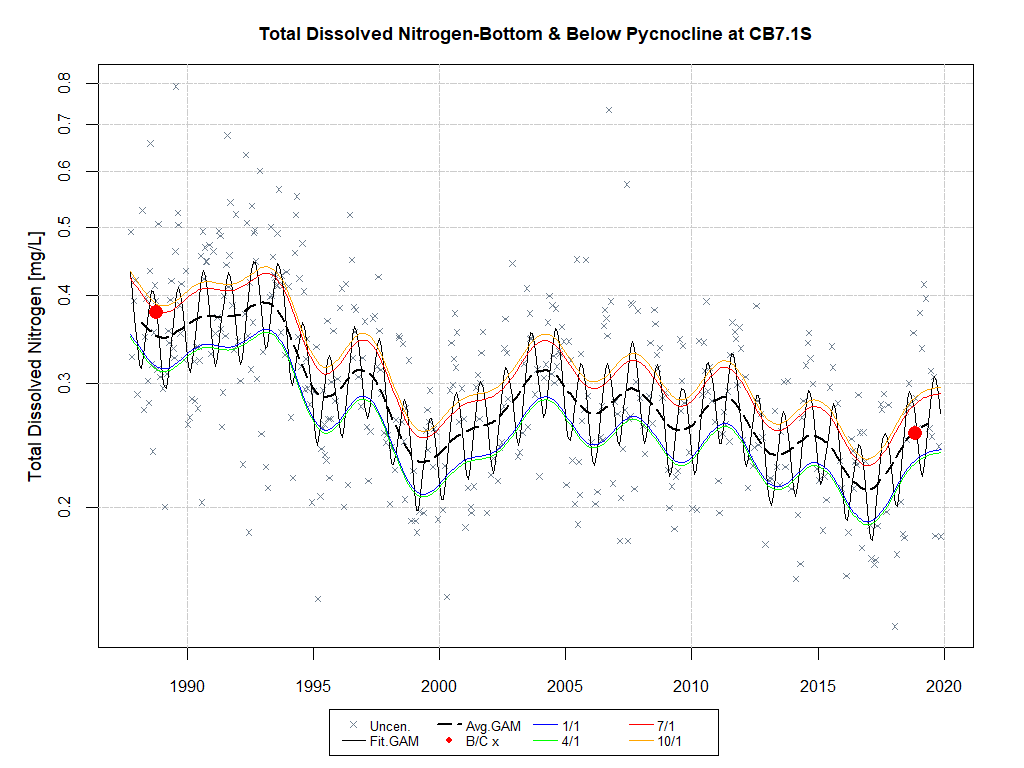 Total Dissolved Nitrogen-Bottom & Below Pycnocline at CB7.1S
Total Dissolved Nitrogen [mg/L]
0.8
0.7
0.6
0.5
0.4
0.3
0.2
1990 1995 2000 2005 2010 2015 2020
Uncen. Avg.GAM 1/1 7/1
Fit.GAM B/C x 4/1 10/1